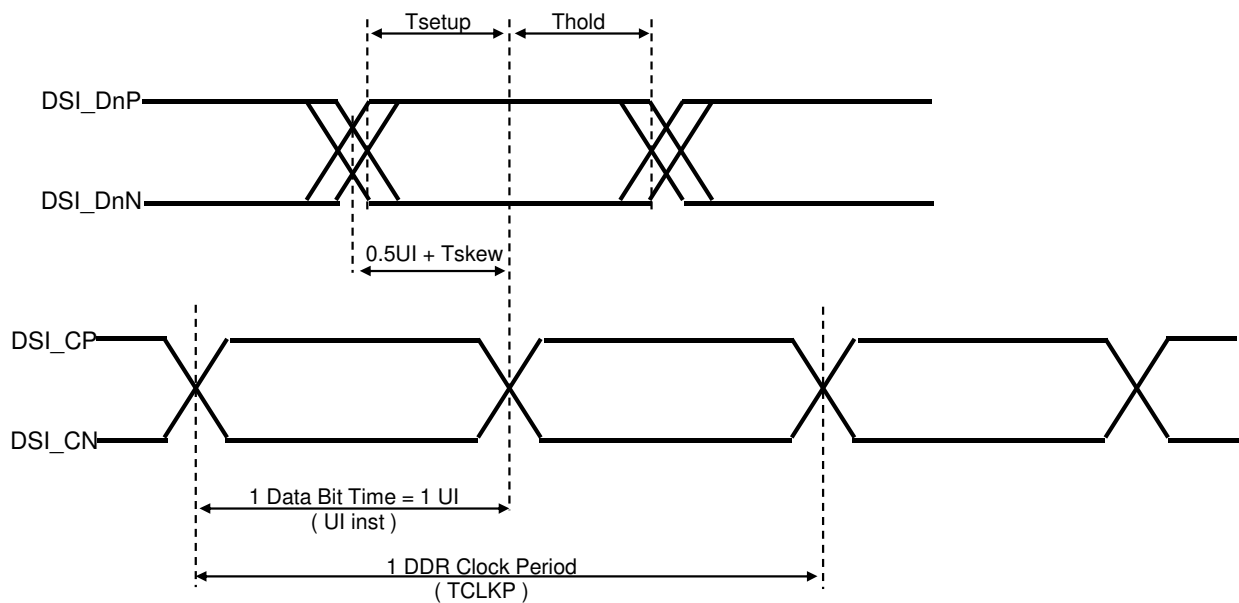 Tsetup
Thold
DSI_DnP
DSI_DnN
0.5UI + Tskew
DSI_CP
DSI_CN
1 Data Bit Time = 1 UI
( UI inst )
1 DDR Clock Period
( TCLKP )